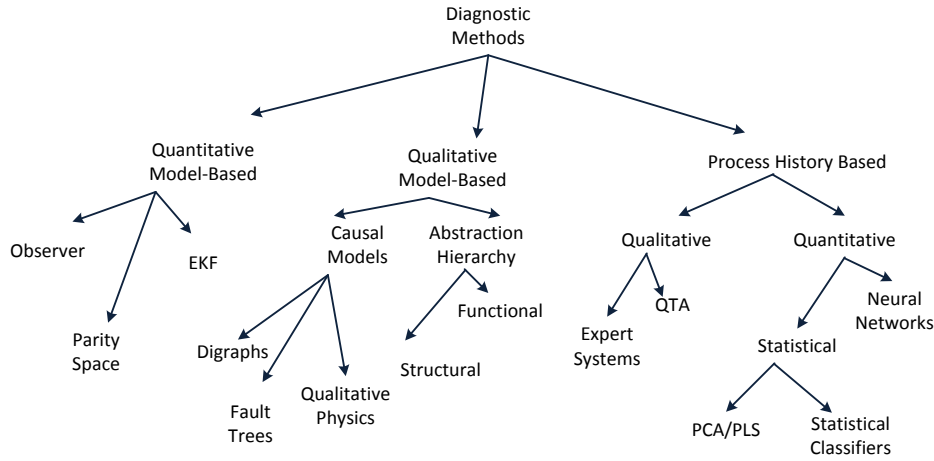 Diagnostic
Methods
Quantitative
Model-Based
Qualitative
Model-Based
Process History Based
Observer
EKF
Parity
Space
Causal
Models
Abstraction
Hierarchy
Digraphs
Fault
Trees
Qualitative
Physics
Functional
Structural
Qualitative
Quantitative
Expert
Systems
QTA
Neural
Networks
Statistical
PCA/PLS
Statistical
Classifiers